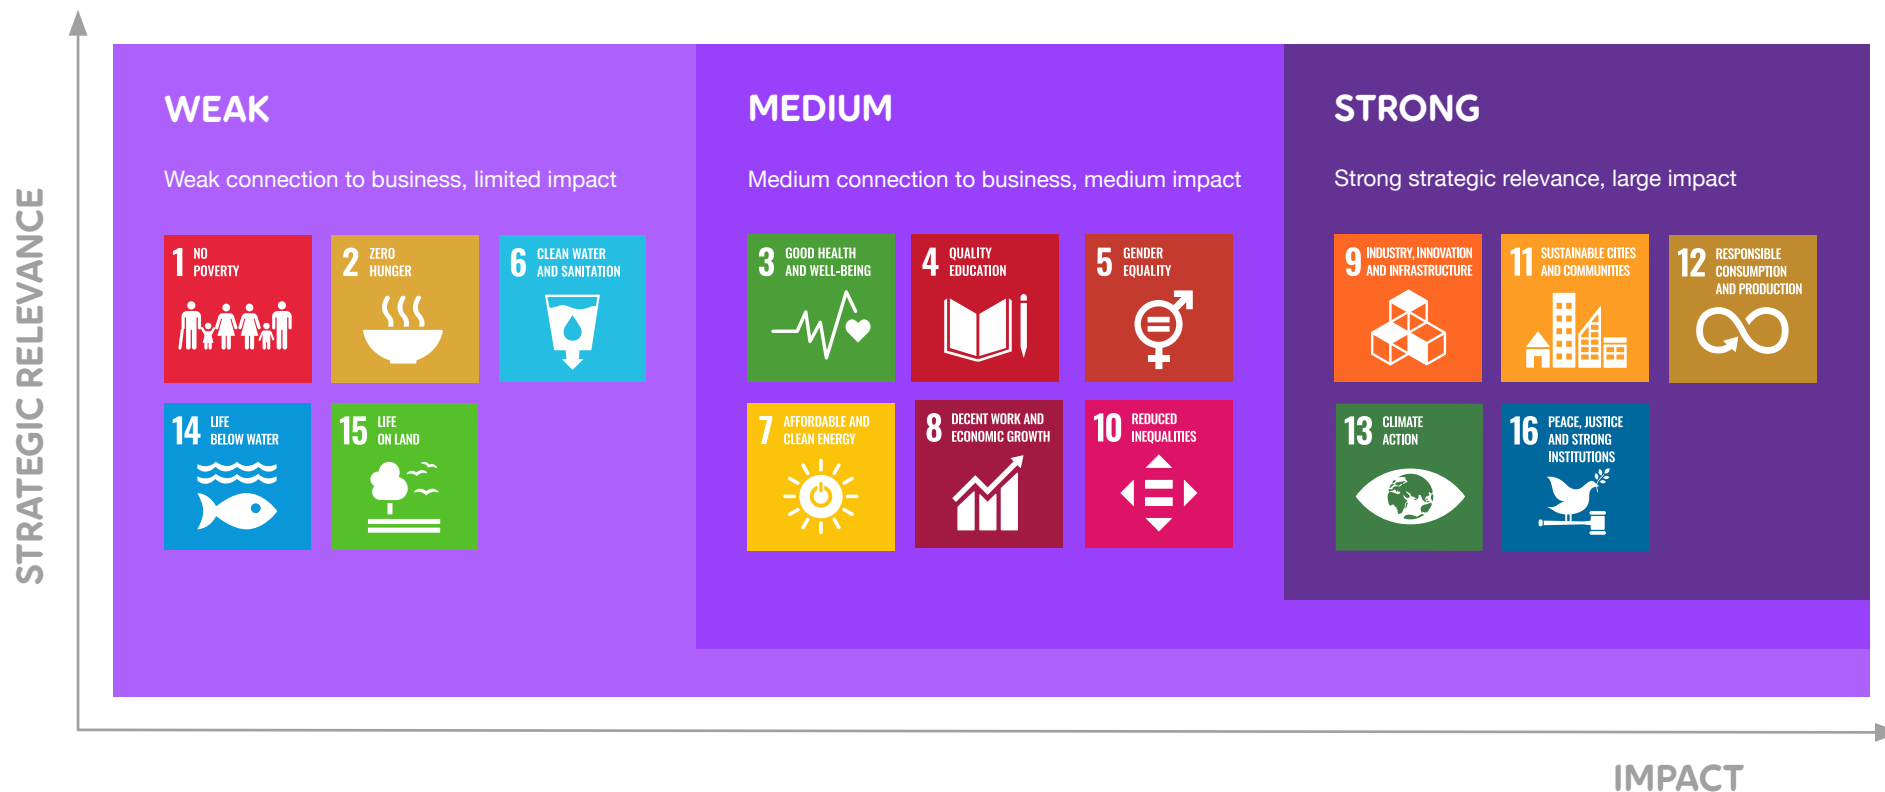 STRATEGIC RELEVANCE
WEAK
Weak connection to business, limited impact
1 NO
POVERTY
2 ZERO
HUNGER
6 CLEAN WATER
AND SANITATION
14 LIFE
BELOW WATER
15 LIFE
ON LAND
MEDIUM
Medium connection to business, medium impact
3 GOOD HEALTH
AND WELL-BEING
4 QUALITY
EDUCATION
5 GENDER
EQUALITY
7 AFFORDABLE AND
CLEAN ENERGY
8 DECENT WORK AND
ECONOMIC GROWTH
10 REDUCED
INEQUALITIES
STRONG
Strong strategic relevance, large impact
9 INDUSTRY, INNOVATION
AND INFRASTRUCTURE
11 SUSTAINABLE CITIES
AND COMMUNITIES
12 RESPONSIBLE
CONSUMPTION
AND PRODUCTION
13 CLIMATE
ACTION
16 PEACE, JUSTICE
AND STRONG
INSTITUTIONS
IMPACT